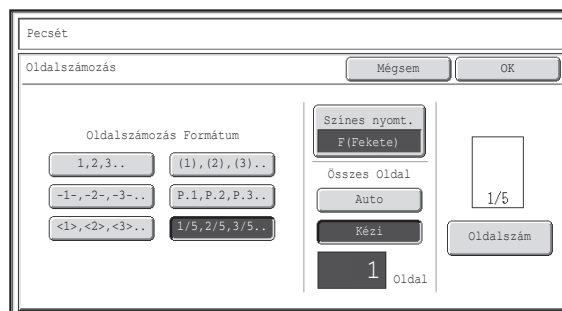 Pecsét
Oldalszámozás
Mégsem
OK
Oldalszámozás Formátum
1,2,3..
(1),(2),(3)..
-1-,-2-,-3-..
P.1,P.2,P.3..
<1>,<2>,<3>..
1/5,2/5,3/5..
Színes nyomt.
F(Fekete)
Összes Oldal
Auto
Kézi
1 Oldal
1/5
Oldalszám